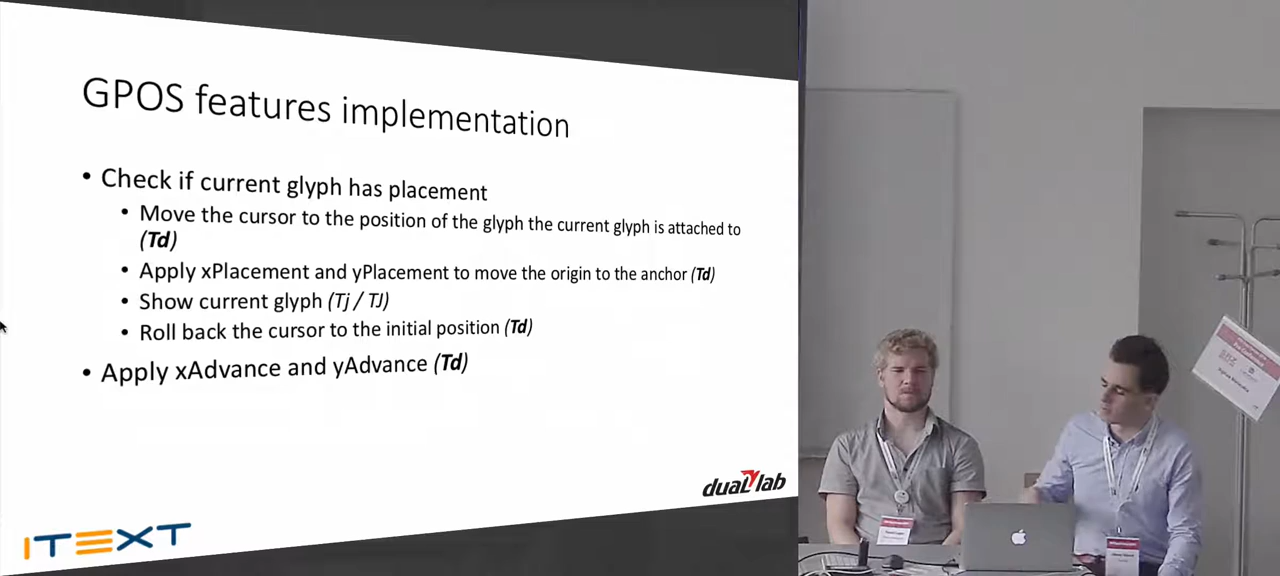 GPOS features implementation
• Check if current glyph has placement
• Move the cursor to the position of the glyph the current glyph is attached to
(Td)
• Apply xPlacement and yPlacement to move the origin to the anchor (Td)
• Show current glyph (Tj / TJ)
• Roll back the cursor to the initial position (Td)
• Apply xAdvance and yAdvance (Td)
dual lab
ITEXT